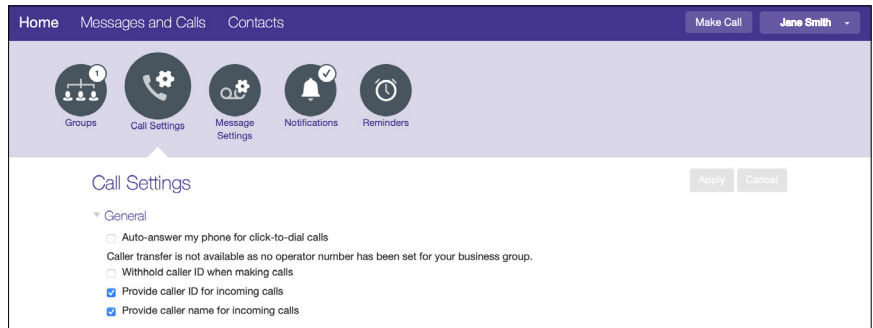 Home Messages and Calls Contacts Make Call Jane Smith
1
Groups
Call Settings
Message
Settings
Notifications
Reminders
Call Settings
Apply Cancel
General
Auto-answer my phone for click-to-dial calls
Caller transfer is not available as no operator number has been set for your business group.
Withhold caller ID when making calls
Provide caller ID for incoming calls
Provide caller name for incoming calls